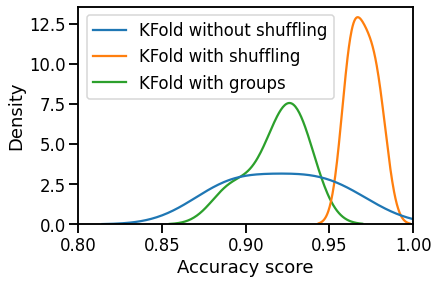 KFold without shuffling
KFold with shuffling
KFold with groups
Density
12.5
10.0
7.5
5.0
2.5
0.0
0.80 0.85 0.90 0.95 1.00
Accuracy score